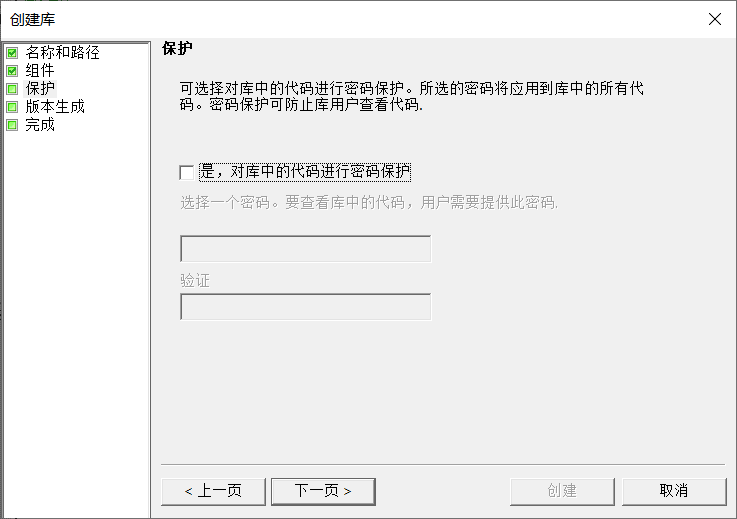 创建库
名称和路径
组件
保护
版本生成
完成
保护
可选择对库中的代码进行密码保护。所选的密码将应用到库中的所有代
码。密码保护可防止库用户查看代码.
是，对库中的代码进行密码保护
选择一个密码。要查看库中的代码，用户需要提供此密码.
验证
< 上一页
下一页 >
创建
取消